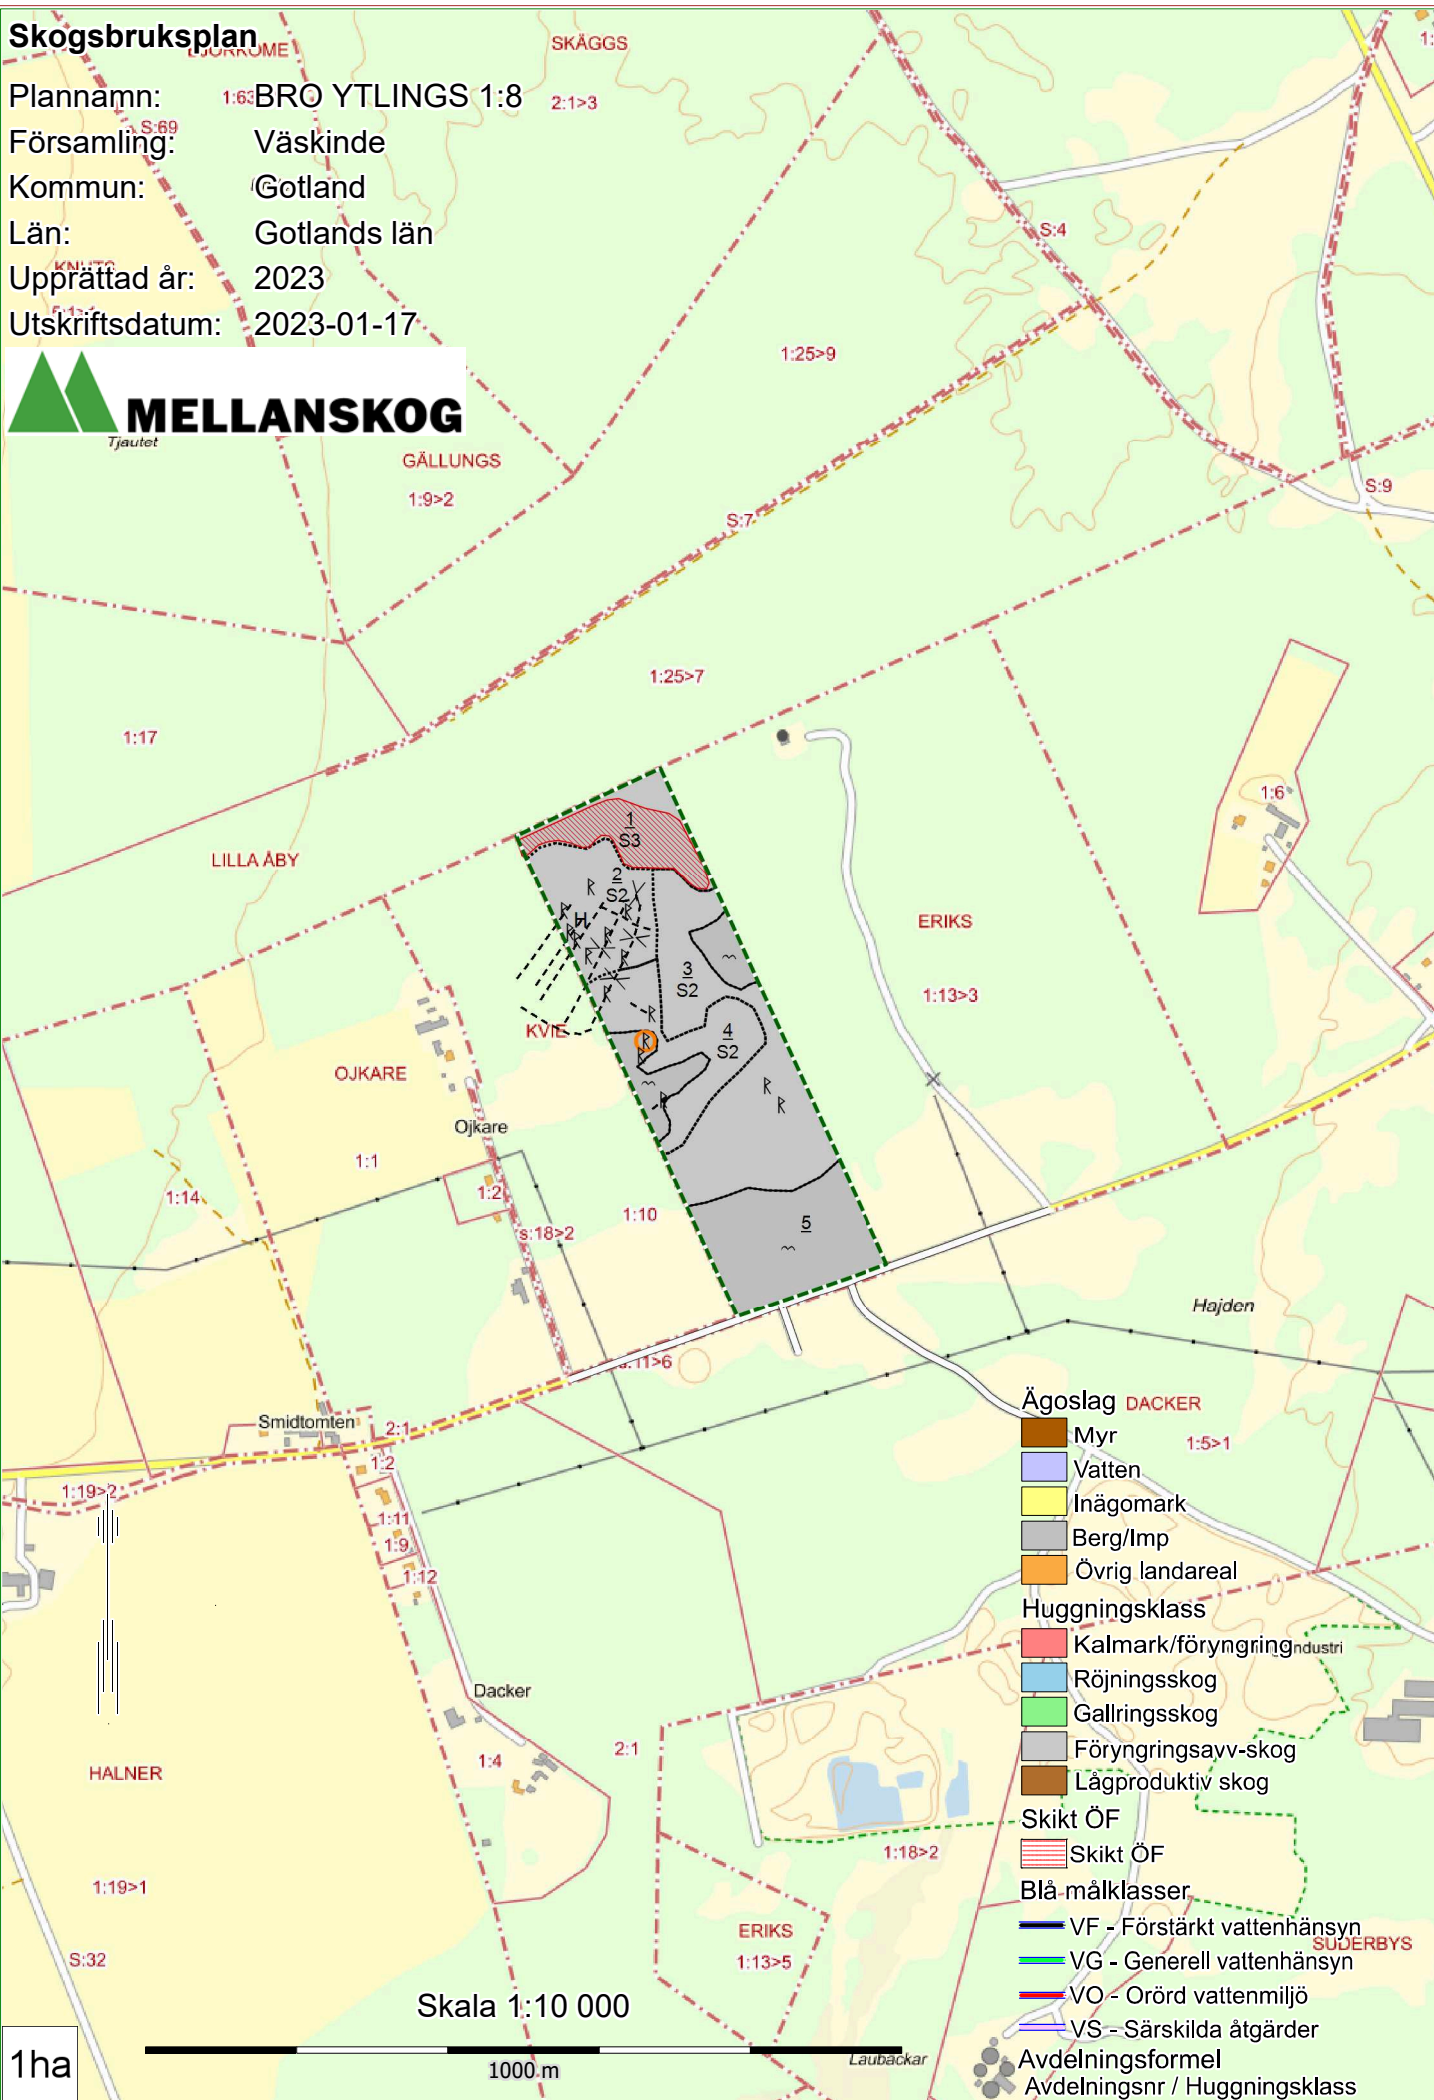 Skogsbruksplan
Plannamn: BRO YTLINGS 1:8
Församling: Väskinde
Kommun: Gotland
Län: Gotlands län
Upprättad år: 2023
Utskriftsdatum: 2023-01-17
MELLANSKOG
Tjautet
SKÄGGS
2:1>3
1:63
S:69
S:4
1:25>9
GÄLLUNGS
1:9>2
S:7
S:9
1:25>7
1:17
1:6
LILLA ÅBY
1
S3
2
S2
ERIKS
1:13>3
3
S2
4
S2
KVIE
OJKARE
Ojkare
1:1
1:14
1:2
s:18>2
1:10
5
Hajden
Smidtomten
2:1
1:2
1:19>2
1:11
1:9
1:12
DACKER
1:5>1
Dacker
1:4
2:1
HALNER
1:19>1
S:32
1:18>2
ERIKS
1:13>5
SUDERBYS
Laubackar
Ägoslag
Myr
Vatten
Inägomark
Berg/Imp
Övrig landareal
Huggningsklass
Kalmark/föryngring
Röjningsskog
Gallringsskog
Föryngringsavv-skog
Lågproduktiv skog
Skikt ÖF
Skikt ÖF
Blå målklasser
VF - Förstärkt vattenhänsyn
VG - Generell vattenhänsyn
VO - Orörd vattenmiljö
VS - Särskilda åtgärder
Avdelningsformel
Avdelningsnr / Huggningsklass
Skala 1:10 000
1000 m
1ha